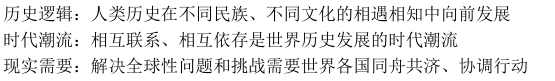 历史逻辑：人类历史在不同民族、不同文化的相遇相知中向前发展
时代潮流：相互联系、相互依存是世界历史发展的时代潮流
现实需要：解决全球性问题和挑战需要世界各国同舟共济、协调行动